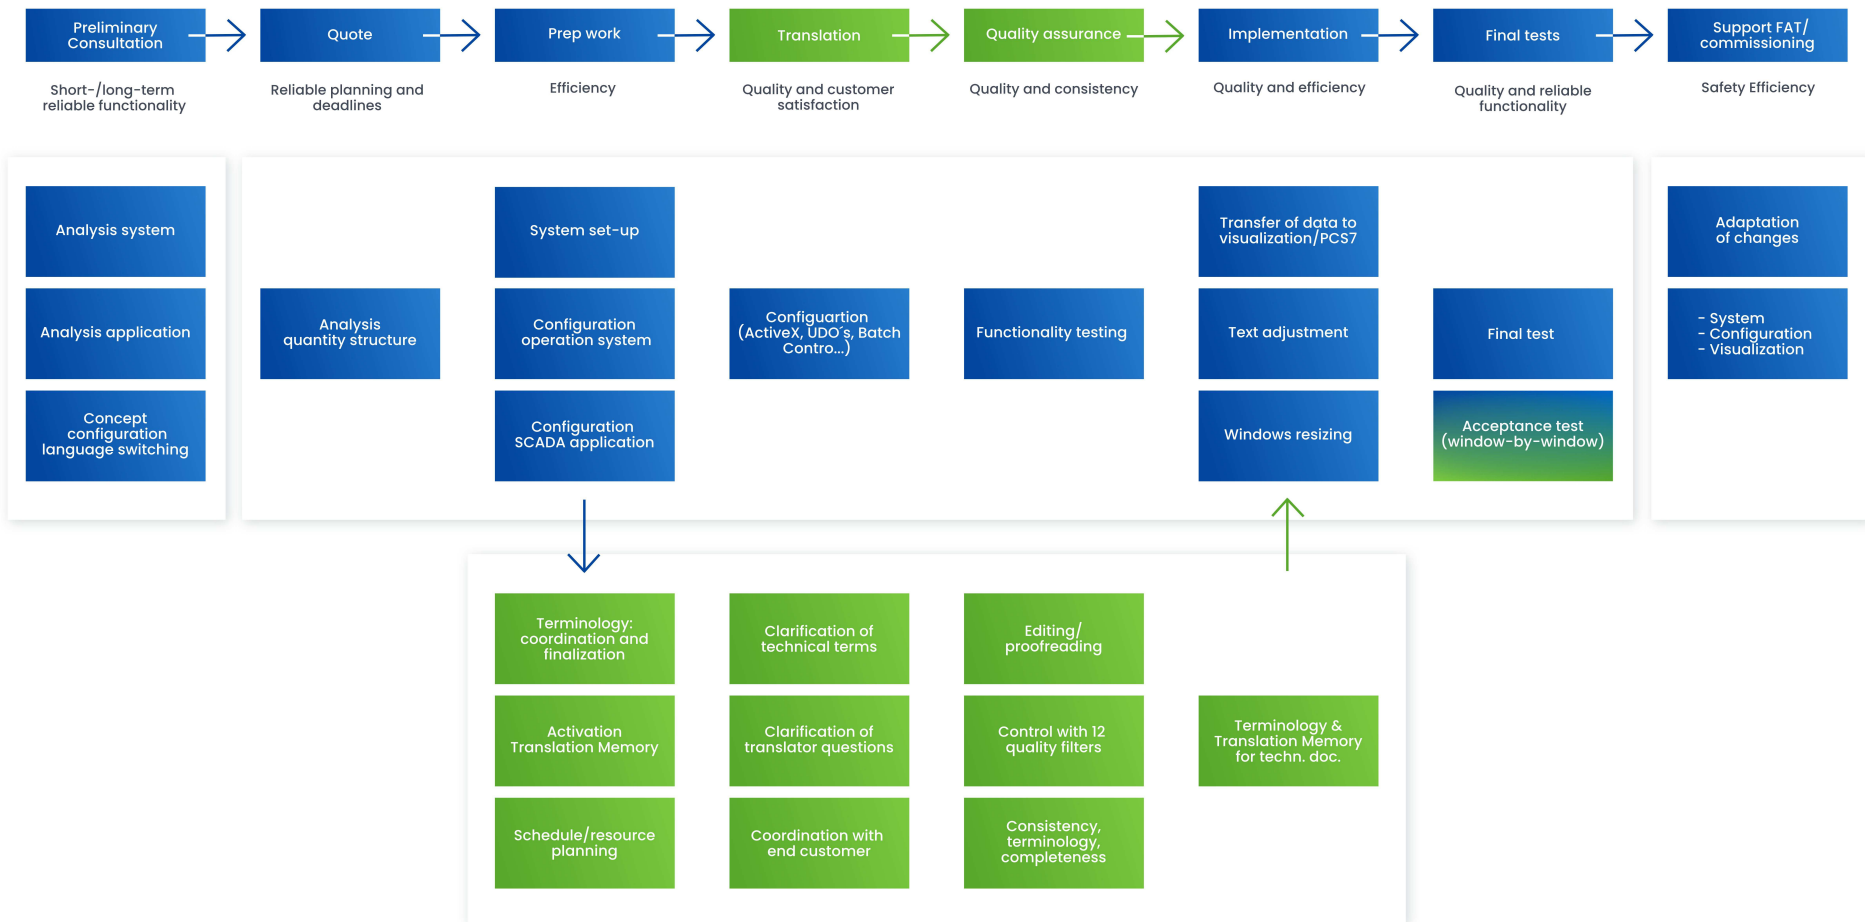 Preliminary
Consultation
Quote
Prep work
Translation
Quality assurance
Implementation
Final tests
Support FAT/
commissioning
Short-/long-term
reliable functionality
Reliable planning and
deadlines
Efficiency
Quality and customer
satisfaction
Quality and consistency
Quality and efficiency
Quality and reliable
functionality
Safety Efficiency
Analysis system
Analysis application
Concept
configuration
language switching
Analysis
quantity structure
System set-up
Configuration
operation system
Configuration
SCADA application
Configuartion
(ActiveX, UDO´s, Batch
Contro...)
Functionality testing
Transfer of data to
visualization/PCS7
Text adjustment
Windows resizing
Final test
Acceptance test
(window-by-window)
Adaptation
of changes
- System
- Configuration
- Visualization
Terminology:
coordination and
finalization
Activation
Translation Memory
Schedule/resource
planning
Clarification of
technical terms
Clarification of
translator questions
Coordination with
end customer
Editing/
proofreading
Control with 12
quality filters
Consistency,
terminology,
completeness
Terminology &
Translation Memory
for techn. doc.